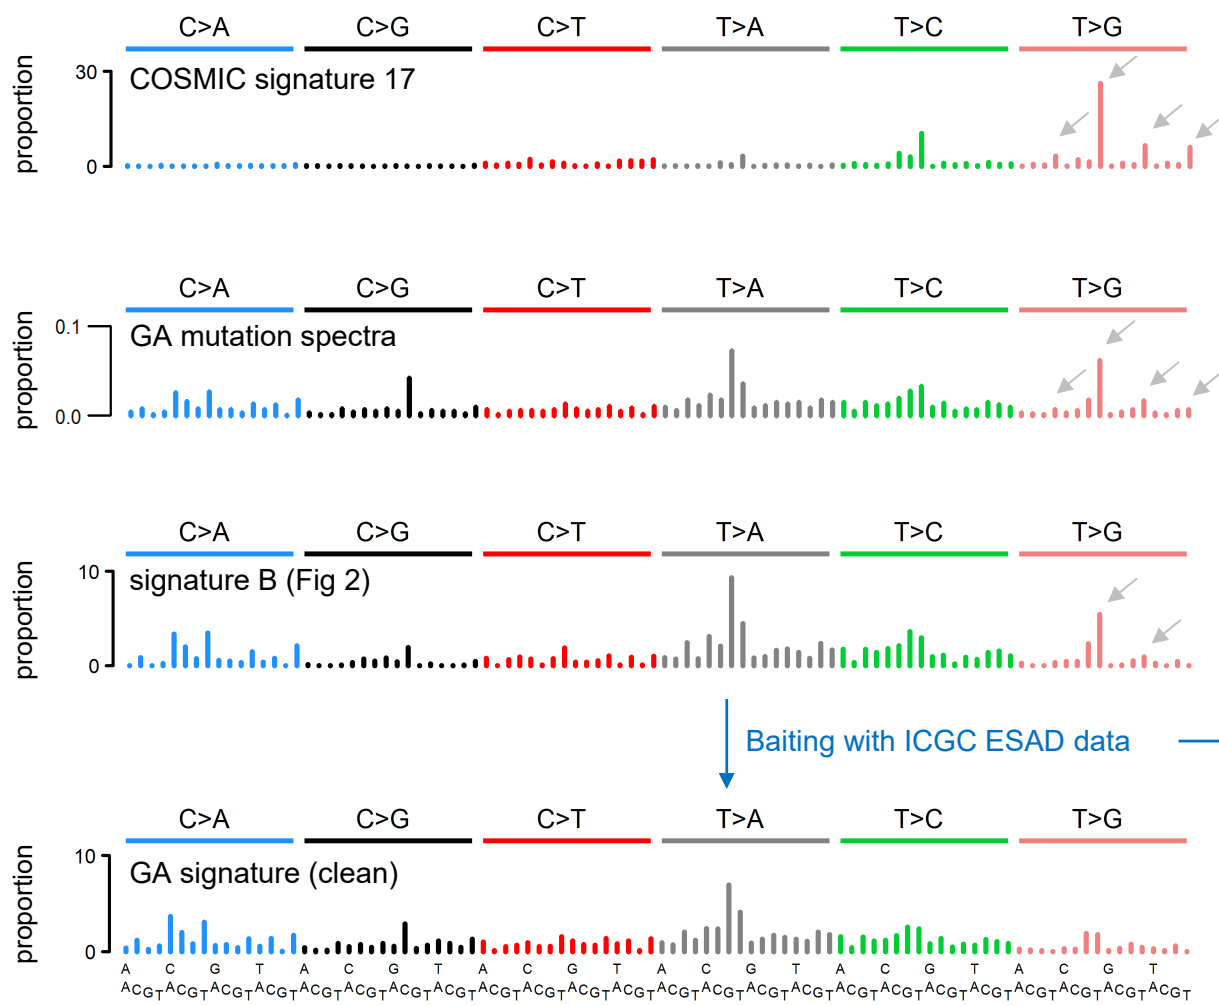 C>A C>G C>T T>A T>C T>G
proportion
30
COSMIC signature 17
0
C>A C>G C>T T>A T>C T>G
proportion
0.1
GA mutation spectra
0.0
C>A C>G C>T T>A T>C T>G
proportion
10
signature B (Fig 2)
0
Baiting with ICGC ESAD data
C>A C>G C>T T>A T>C T>G
proportion
10
GA signature (clean)
0
A C G T A C G T A C G T A C G T A C G T A C G T
ACGTACGTACGTACGTACGTACGTACGTACGTACGTACGTACGTACGTACGTACGTACGTACGTACGTACGTACGTACGTACGTACGTACGTACGT